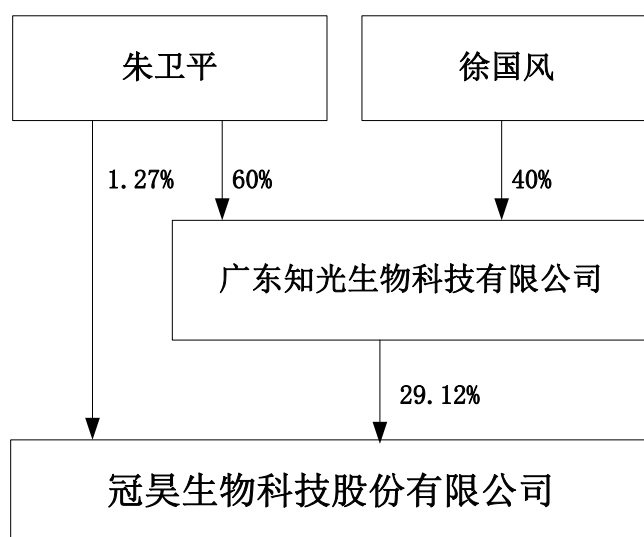 朱卫平
徐国风
1.27%
60%
40%
广东知光生物科技有限公司
29.12%
冠昊生物科技股份有限公司